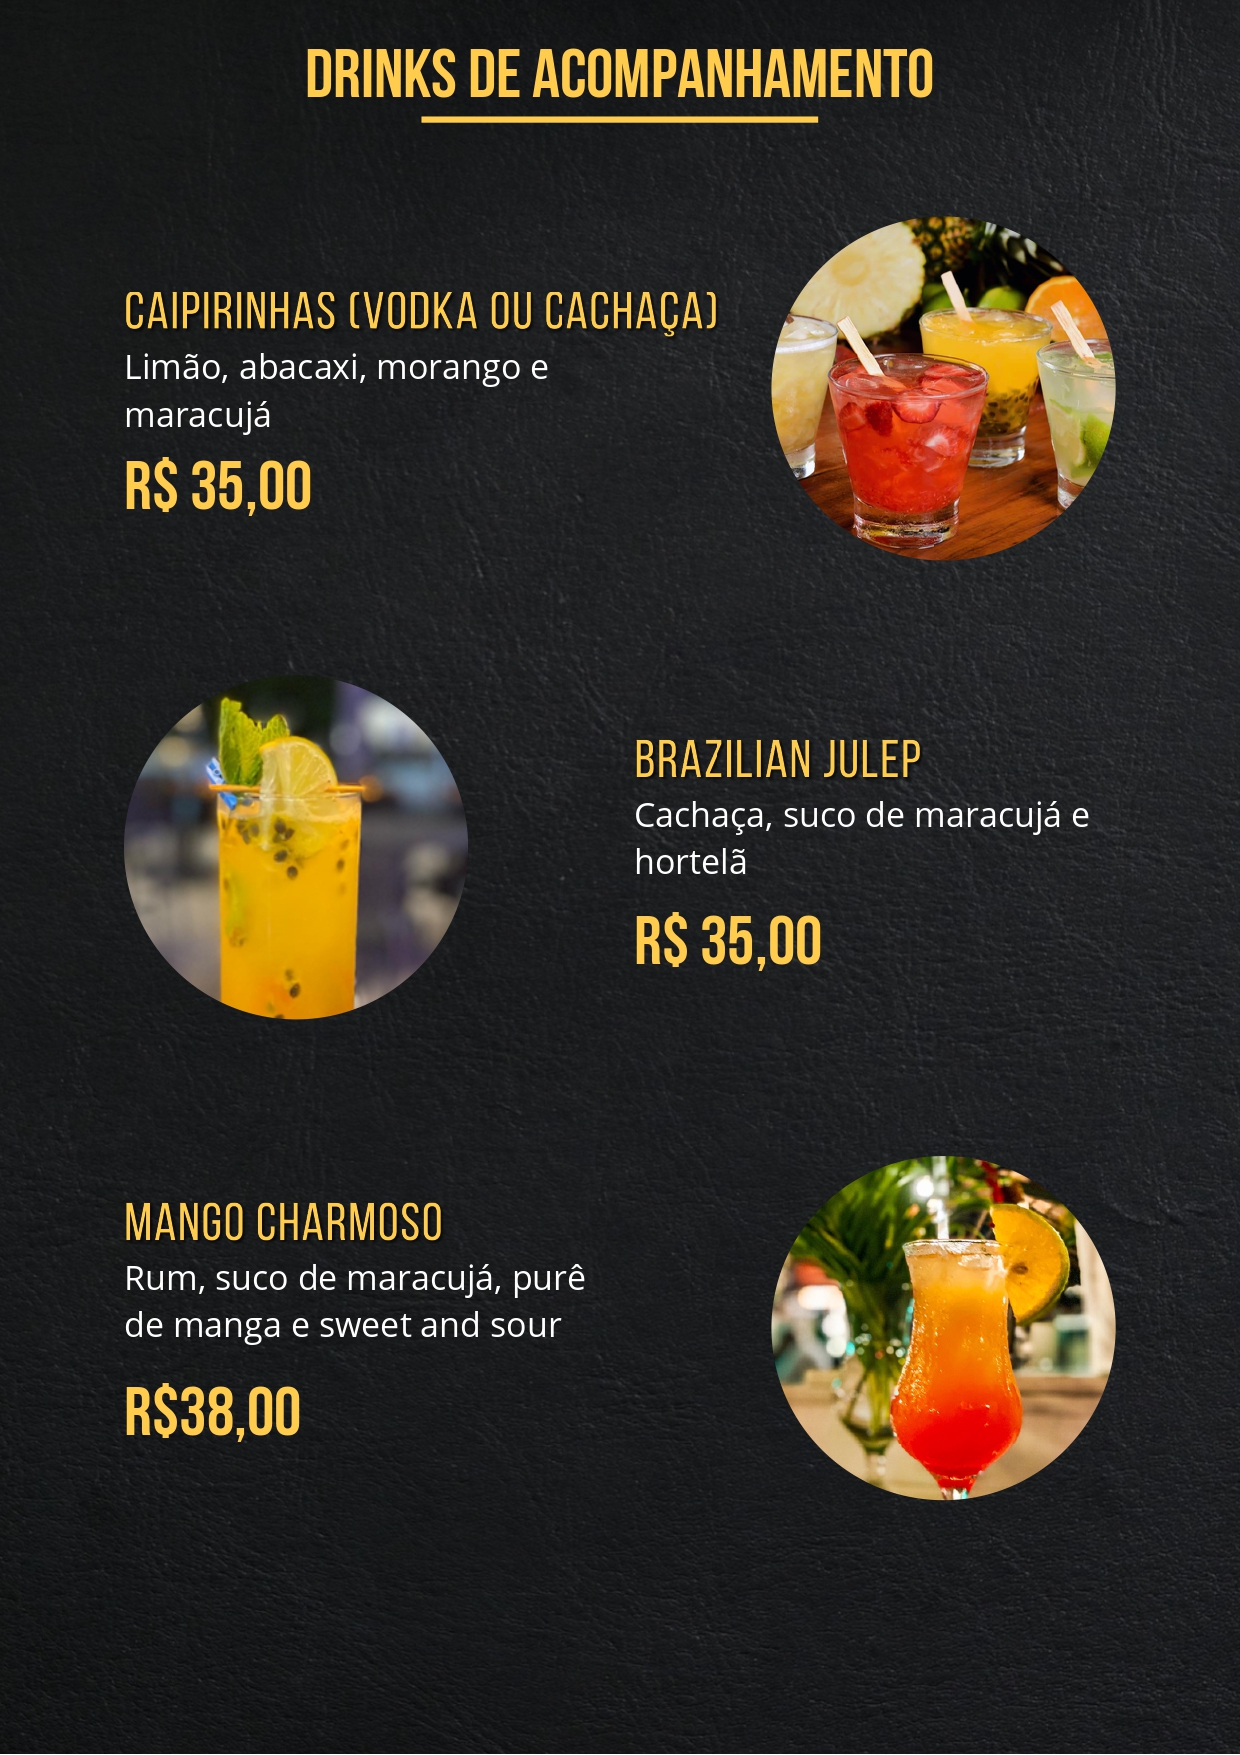 DRINKS DE ACOMPANHAMENTO
CAIPIRINHAS (VODKA OU CACHAÇA)
Limão, abacaxi, morango e
maracujá
R$ 35,00
BRAZILIAN JULEP
Cachaça, suco de maracujá e
hortelã
R$ 35,00
MANGO CHARMOSO
Rum, suco de maracujá, purê
de manga e sweet and sour
R$38,00